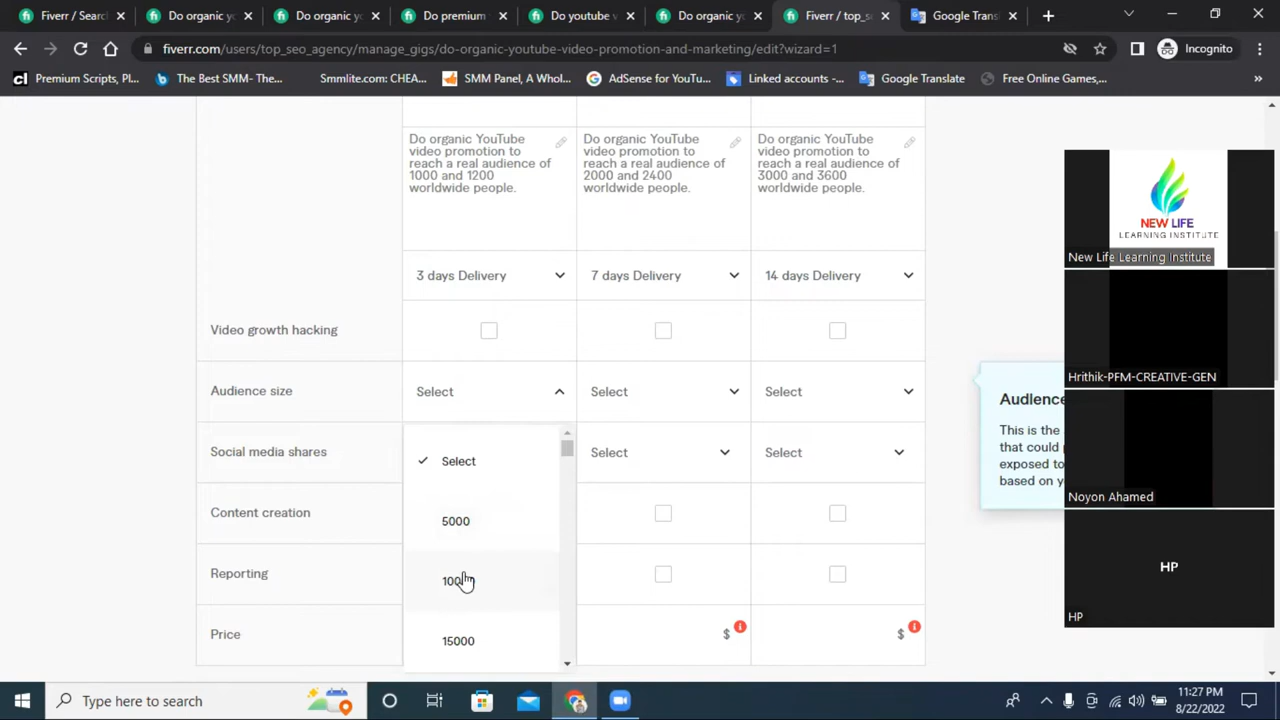 Fiverr / Sear
Do organic yo
Do organic yo
Do premium
Do youtube v
Do organic yo
Fiverr / top_s
Google Trans
fiverr.com/users/top_seo_agency/manage_gigs/do-organic-youtube-video-promotion-and-marketing/edit?wizard=1
Incognito
Premium Scripts, Pl...
The Best SMM- The...
Smmlite.com: CHEA...
SMM Panel, A Whol...
AdSense for YouTu...
Linked accounts -...
Google Translate
Free Online Games,...
Do organic YouTube
video promotion to
reach a real audience of
1000 and 1200
worldwide people.
Do organic YouTube
video promotion to
reach a real audience of
2000 and 2400
worldwide people.
Do organic YouTube
video promotion to
reach a real audience of
3000 and 3600
worldwide people.
3 days Delivery
7 days Delivery
14 days Delivery
Video growth hacking
Audience size
Select
Select
Select
Social media shares
Select
Select
Select
5000
Content creation
Reporting
15000
Price
$
$
Audience
This is the
that could
exposed to
based on
NEW LIFE
LEARNING INSTITUTE
New Life Learning Institute
Hrithik-PFM-CREATIVE-GEN
Noyon Ahamed
HP
HP
Type here to search
11:27 PM
8/22/2022